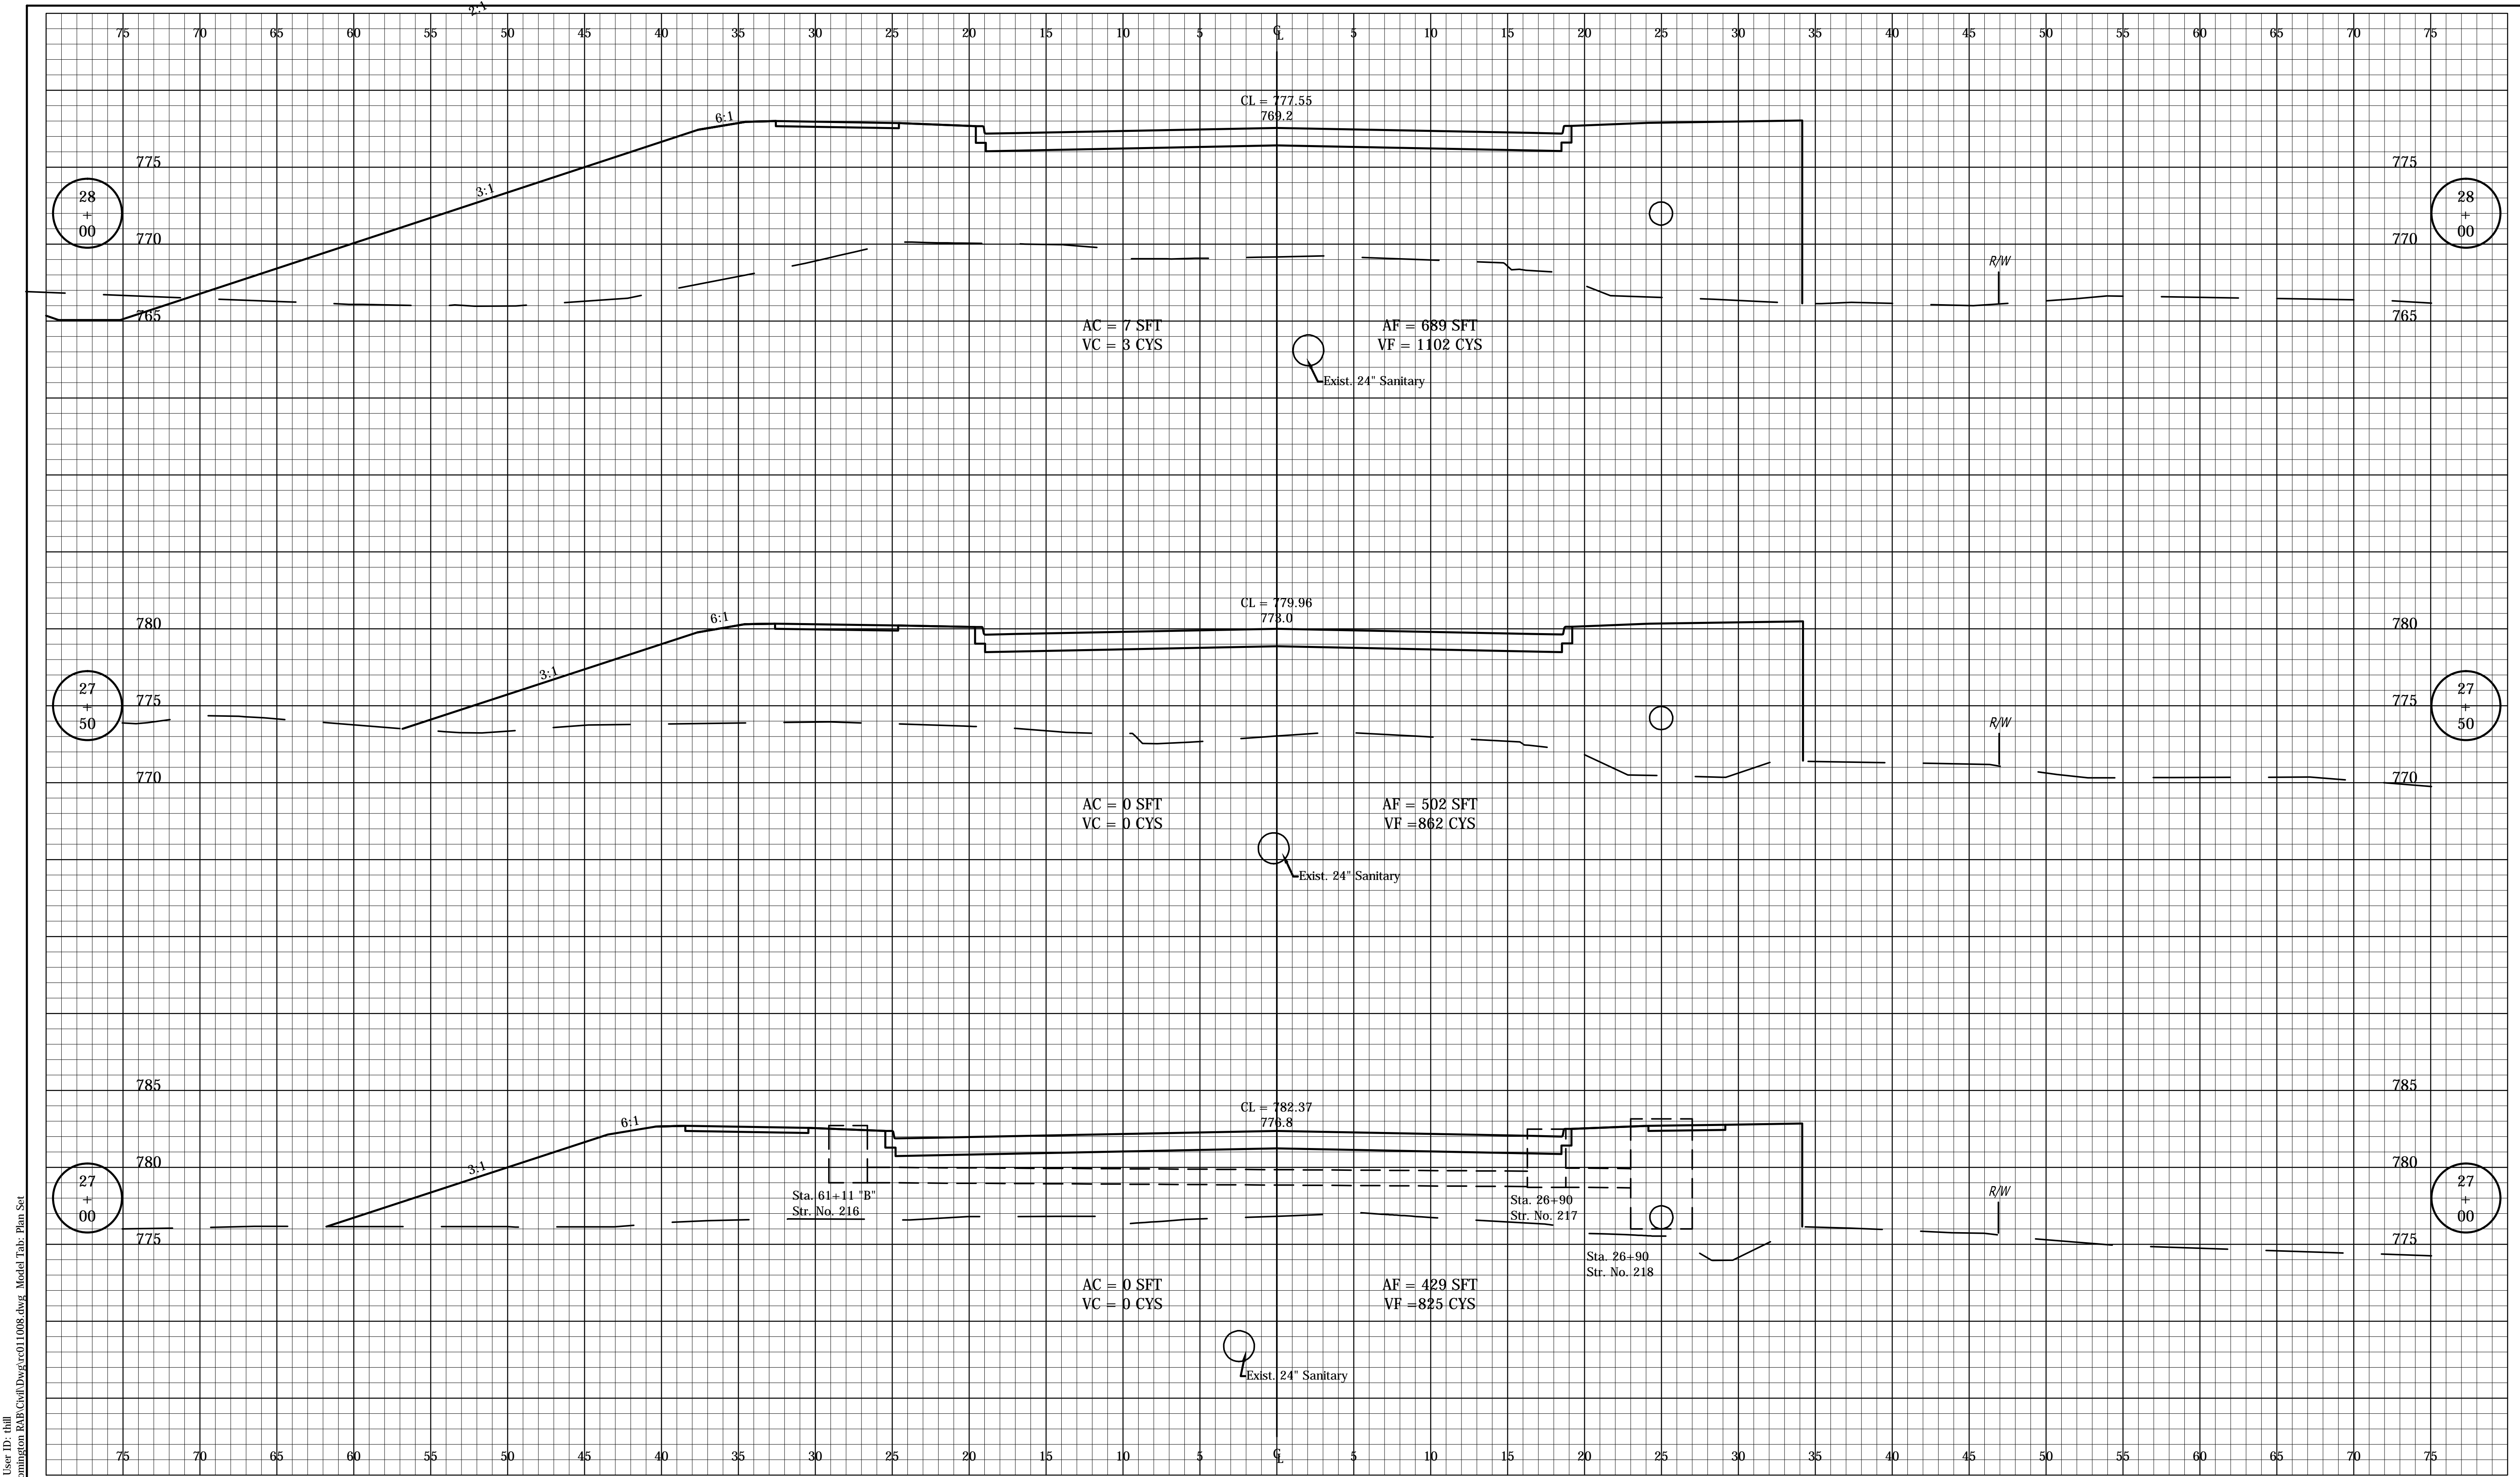 2:1
75 70 65 60 55 50 45 40 35 30 25 20 15 10 5 CL 5 10 15 20 25 30 35 40 45 50 55 60 65 70 75
CL = 777.55
769.2
6:1
775 775
3:1
28 + 00
28 + 00
770 770
R/W
765 765
AC = 7 SFT
VC = 3 CYS
AF = 689 SFT
VF = 1102 CYS
Exist. 24" Sanitary
CL = 779.96
773.0
6:1
780 780
3:1
27 + 50
27 + 50
775 775
R/W
770 770
AC = 0 SFT
VC = 0 CYS
AF = 502 SFT
VF =862 CYS
Exist. 24" Sanitary
785 785
CL = 782.37
776.8
6:1
780 780
3:1
27 + 00
27 + 00
R/W
Sta. 61+11 "B"
Str. No. 216
Sta. 26+90
Str. No. 217
775 775
Sta. 26+90
Str. No. 218
AC = 0 SFT
VC = 0 CYS
AF = 429 SFT
VF =825 CYS
Exist. 24" Sanitary
75 70 65 60 55 50 45 40 35 30 25 20 15 10 5 CL 5 10 15 20 25 30 35 40 45 50 55 60 65 70 75
User ID: thill
omington RAB\Civil\Dwg\rc011008.dwg Model Tab: Plan Set